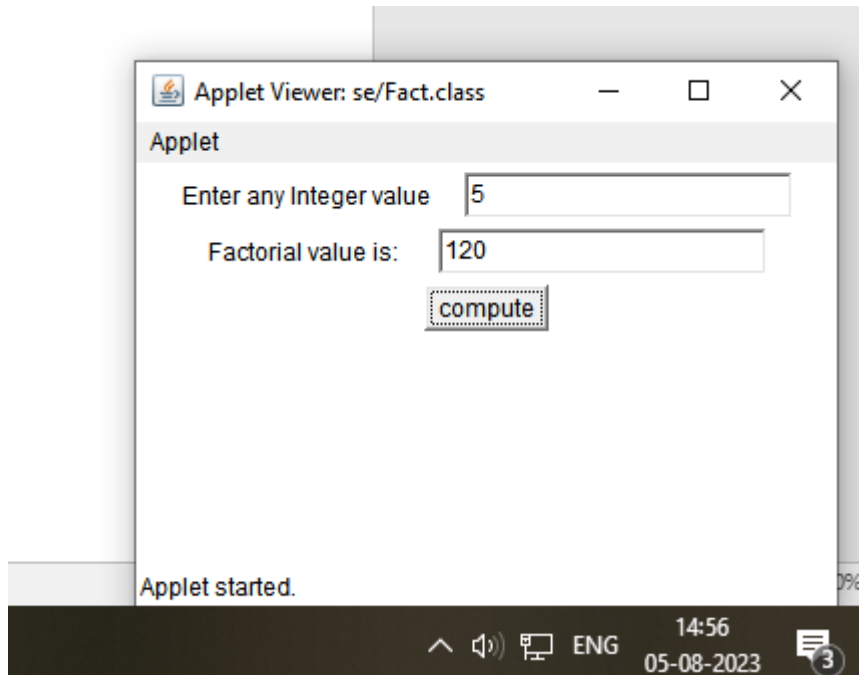 Applet Viewer: se/Fact.class
Applet
Enter any Integer value 5
Factorial value is: 120
compute
Applet started.
0%
ENG 14:56
05-08-2023 3